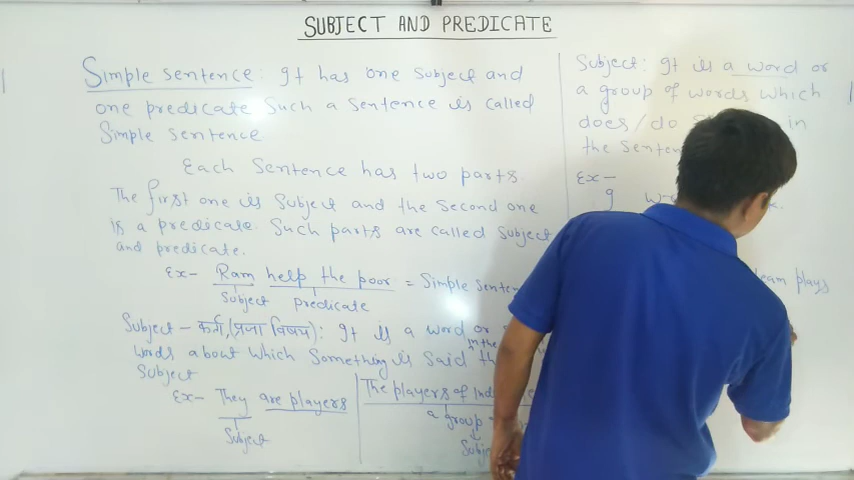 SUBJECT AND PREDICATE
Simple sentence: It has one subject and
one predicate such a sentence is called
Simple sentence
Each sentence has two parts.
The first one is subject and the second one
is a predicate. Such parts are called subject
and predicate.
Ex- Ram help the poor = Simple senten
Subject predicate
Subject - कर्ता, (प्रजा विषय): It is a word or
in the
words about which something is said th
subject
Ex- They are players
Subject
The players of Ind
a group
Subj
Subject: It is a word or
a group of words which
does/do in
the senten
Ex-
I w
team plays